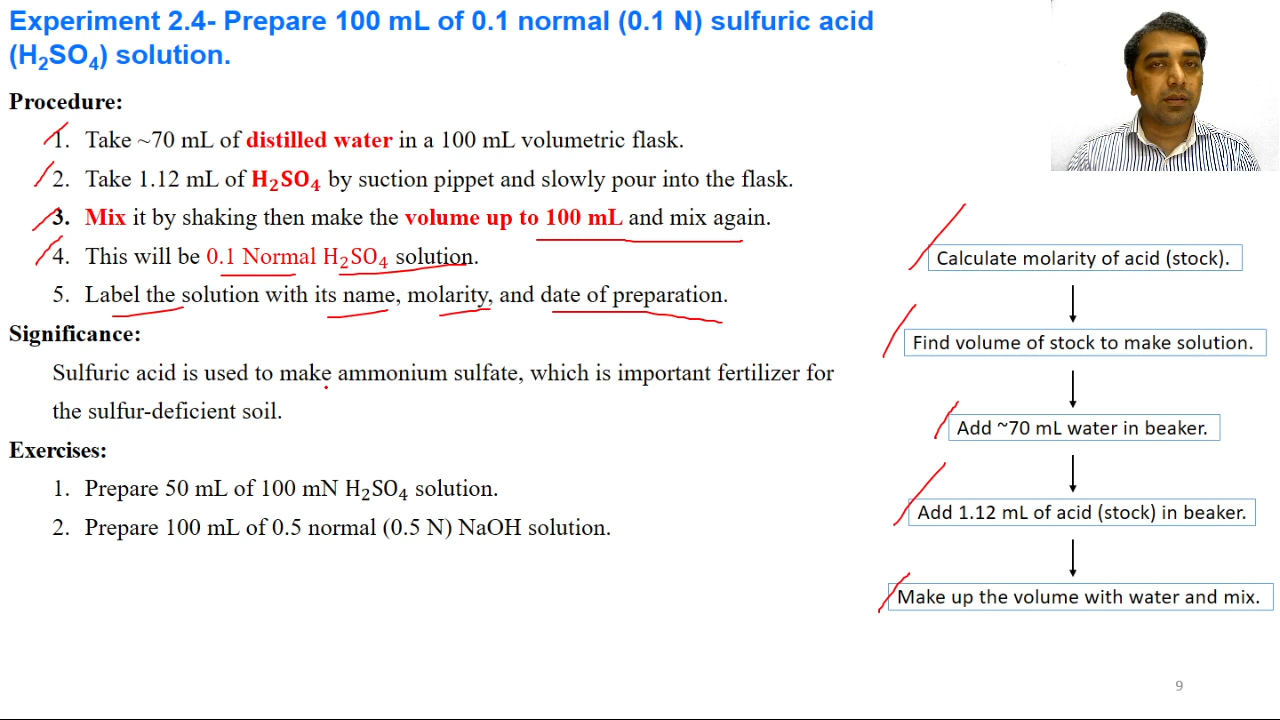 Experiment 2.4- Prepare 100 mL of 0.1 normal (0.1 N) sulfuric acid
(H₂SO₄) solution.
Procedure:
1. Take ~70 mL of distilled water in a 100 mL volumetric flask.
2. Take 1.12 mL of H₂SO₄ by suction pippet and slowly pour into the flask.
3. Mix it by shaking then make the volume up to 100 mL and mix again.
4. This will be 0.1 Normal H₂SO₄ solution.
5. Label the solution with its name, molarity, and date of preparation.
Significance:
Sulfuric acid is used to make ammonium sulfate, which is important fertilizer for
the sulfur-deficient soil.
Exercises:
1. Prepare 50 mL of 100 mN H₂SO₄ solution.
2. Prepare 100 mL of 0.5 normal (0.5 N) NaOH solution.
Calculate molarity of acid (stock).
Find volume of stock to make solution.
Add ~70 mL water in beaker.
Add 1.12 mL of acid (stock) in beaker.
Make up the volume with water and mix.
9